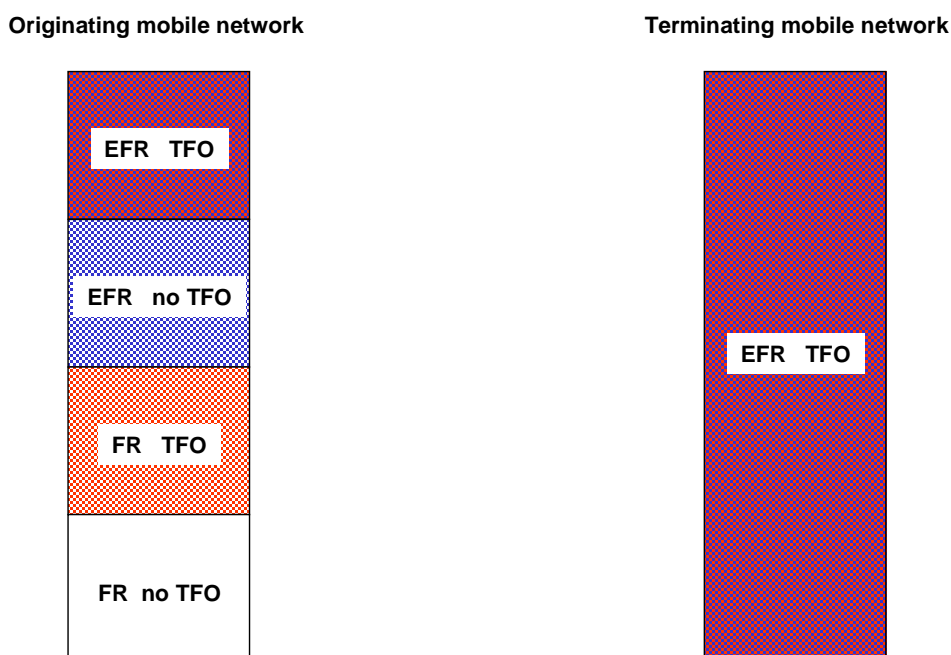 Originating mobile network
Terminating mobile network
EFR TFO
EFR no TFO
EFR TFO
FR TFO
FR no TFO